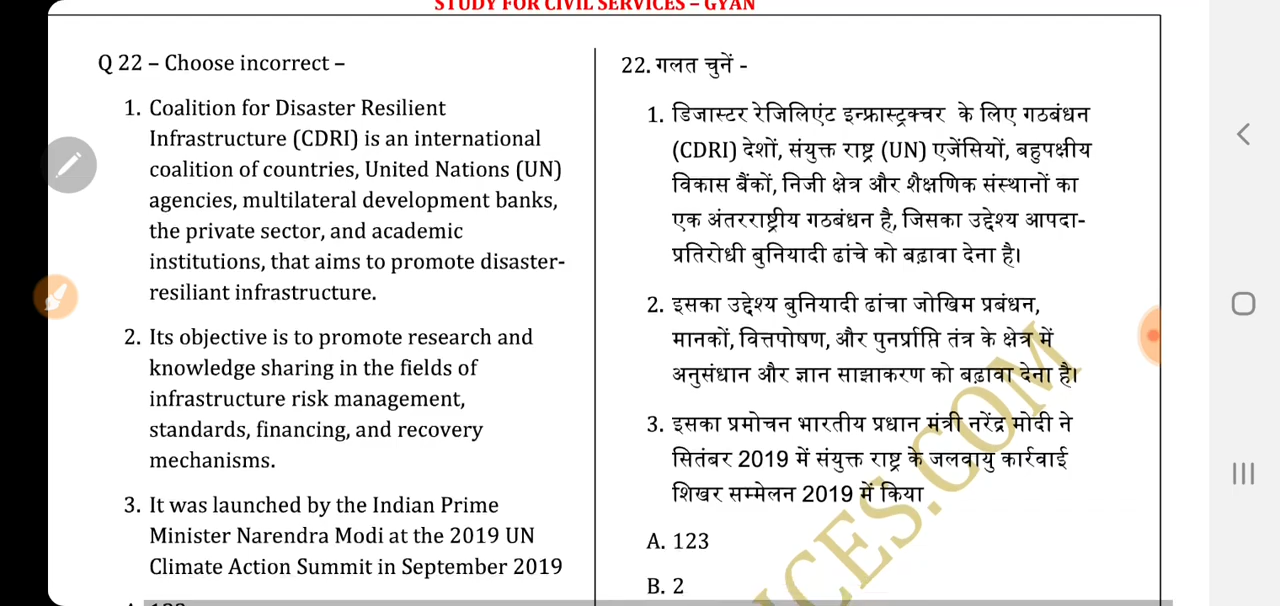 STUDY FOR CIVIL SERVICES – GYAN
Q 22 – Choose incorrect –
1. Coalition for Disaster Resilient
Infrastructure (CDRI) is an international
coalition of countries, United Nations (UN)
agencies, multilateral development banks,
the private sector, and academic
institutions, that aims to promote disaster-
resiliant infrastructure.
2. Its objective is to promote research and
knowledge sharing in the fields of
infrastructure risk management,
standards, financing, and recovery
mechanisms.
3. It was launched by the Indian Prime
Minister Narendra Modi at the 2019 UN
Climate Action Summit in September 2019
A. 123
22. गलत चुनें -
1. डिजास्टर रेजिलिएंट इन्फ्रास्ट्रक्चर के लिए गठबंधन
(CDRI) देशों, संयुक्त राष्ट्र (UN) एजेंसियों, बहुपक्षीय
विकास बैंकों, निजी क्षेत्र और शैक्षणिक संस्थानों का
एक अंतरराष्ट्रीय गठबंधन है, जिसका उद्देश्य आपदा-
प्रतिरोधी बुनियादी ढांचे को बढ़ावा देना है।
2. इसका उद्देश्य बुनियादी ढांचा जोखिम प्रबंधन,
मानकों, वित्तपोषण, और पुनर्प्राप्ति तंत्र के क्षेत्र में
अनुसंधान और ज्ञान साझाकरण को बढ़ावा देना है।
3. इसका प्रमोचन भारतीय प्रधान मंत्री नरेंद्र मोदी ने
सितंबर 2019 में संयुक्त राष्ट्र के जलवायु कार्रवाई
शिखर सम्मेलन 2019 में किया
A. 123
B. 2
ICES.COM